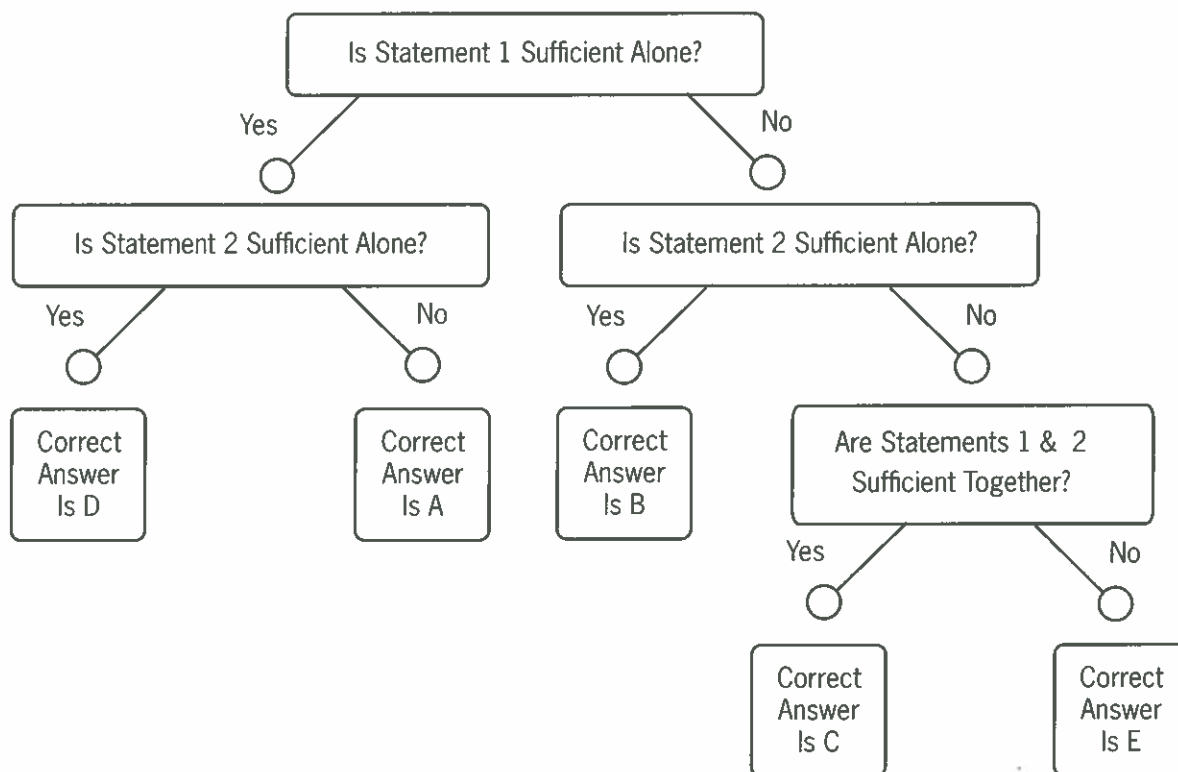 Is Statement 1 Sufficient Alone?
Yes
No
Is Statement 2 Sufficient Alone?
Is Statement 2 Sufficient Alone?
Yes
No
Yes
No
Correct
Answer
Is D
Correct
Answer
Is A
Correct
Answer
Is B
Are Statements 1 & 2
Sufficient Together?
Yes
No
Correct
Answer
Is C
Correct
Answer
Is E